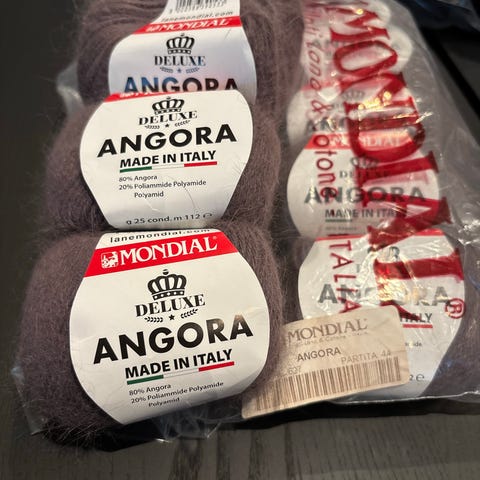 lanemondial.com
MONDIAL
DELUXE
ANGORA
DELUXE
ANGORA
MADE IN ITALY
80% Angora
20% Poliammide Polyamide
Polyamid
g 25 cond. m 112 e
lanemondial.com
MONDIAL®
DELUXE
ANGORA
MADE IN ITALY
80% Angora
20% Poliammide Polyamide
Polyamid
MONDIAL®
ITALIA
ANGORA
MADE IN ITALY
ANGORA
ITALY
MONDIAL
ANGORA
PARTITA 44